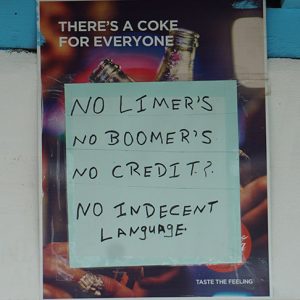 THERE'S A COKE
FOR EVERYONE
NO LIMER'S
NO BOOMER'S
NO CREDIT?.
NO INDECENT
LANGUAGE.
TASTE THE FEELING